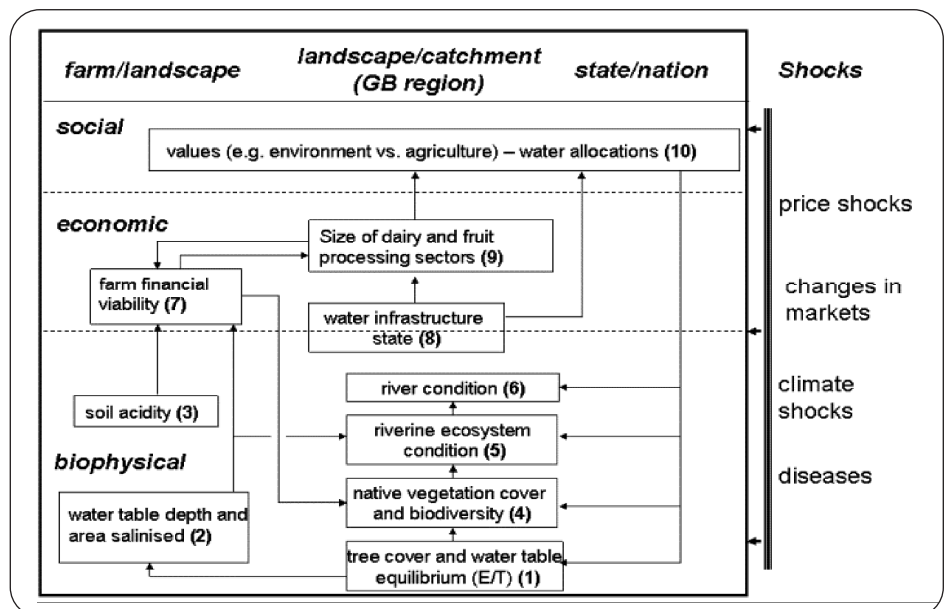 farm/landscape
landscape/catchment
(GB region)
state/nation
Shocks
social
values (e.g. environment vs. agriculture) – water allocations (10)
economic
Size of dairy and fruit
processing sectors (9)
price shocks
farm financial
viability (7)
water infrastructure
state (8)
changes in
markets
river condition (6)
climate
shocks
soil acidity (3)
riverine ecosystem
condition (5)
biophysical
diseases
water table depth and
area salinised (2)
native vegetation cover
and biodiversity (4)
tree cover and water table
equilibrium (E/T) (1)